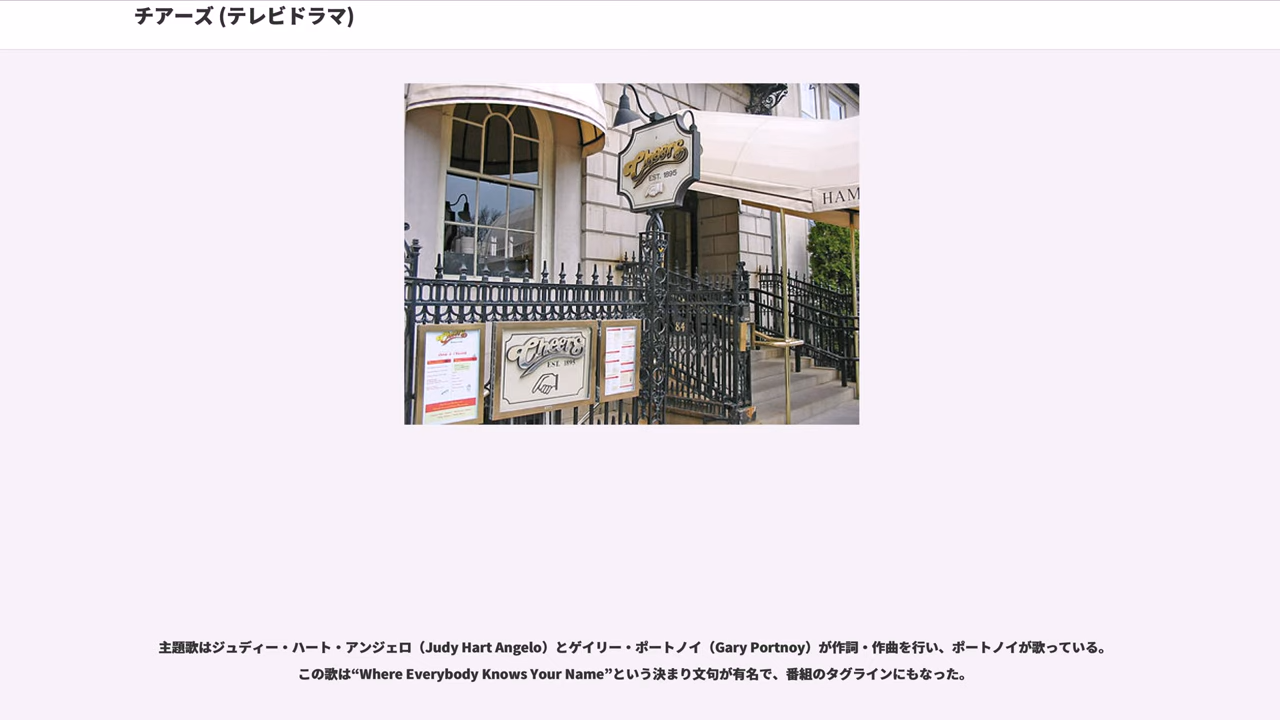 チアーズ (テレビドラマ)
Cheers
EST. 1895
HAM
84
Cheers
EST. 1895
主題歌はジュディー・ハート・アンジェロ（Judy Hart Angelo）とゲイリー・ポートノイ（Gary Portnoy）が作詞・作曲を行い、ポートノイが歌っている。
この歌は“Where Everybody Knows Your Name”という決まり文句が有名で、番組のタグラインにもなった。